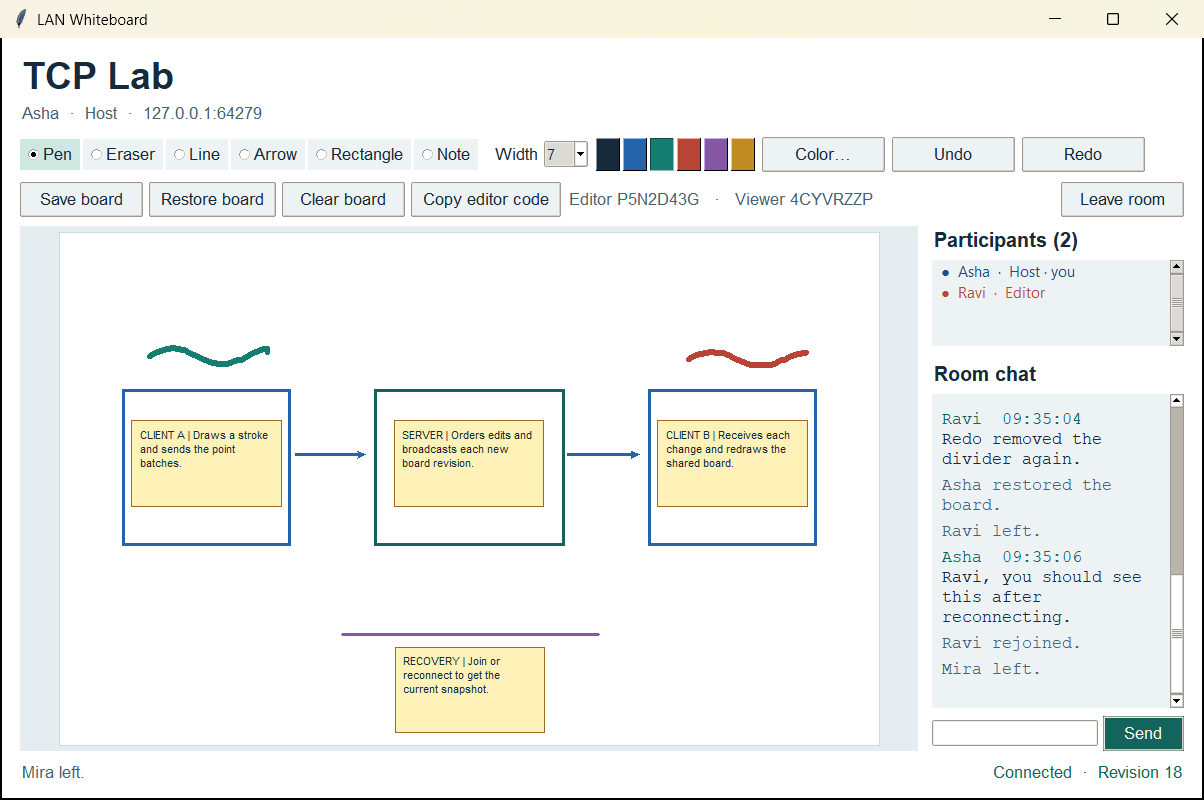 LAN Whiteboard
TCP Lab
Asha · Host · 127.0.0.1:64279
Pen Eraser Line Arrow Rectangle Note Width 7 Color… Undo Redo
Save board Restore board Clear board Copy editor code Editor P5N2D43G · Viewer 4CYVRZZP Leave room
CLIENT A | Draws a stroke
and sends the point
batches.
SERVER | Orders edits and
broadcasts each new
board revision.
CLIENT B | Receives each
change and redraws the
shared board.
RECOVERY | Join or
reconnect to get the
current snapshot.
Participants (2)
● Asha · Host · you
● Ravi · Editor
Room chat
Ravi 09:35:04
Redo removed the
divider again.
Asha restored the
board.
Ravi left.
Asha 09:35:06
Ravi, you should see
this after
reconnecting.
Ravi rejoined.
Mira left.
Send
Mira left.
Connected · Revision 18